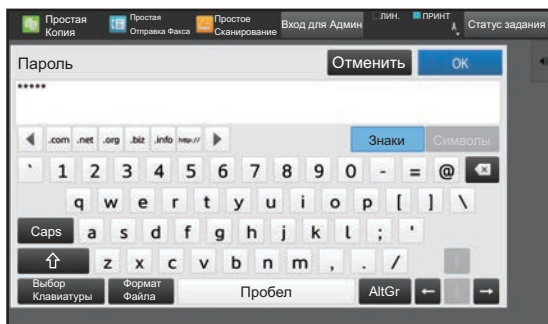 Простая Копия
Простая Отправка Факса
Простое Сканирование
Вход для Админ
ЛИН.
ПРИНТ
Статус задания
Пароль
Отменить
OK
*****
.com .net .org .biz .info http://
Знаки
Символы
` 1 2 3 4 5 6 7 8 9 0 - = @
q w e r t y u i o p [ ] \
Caps a s d f g h j k l ; '
z x c v b n m , . /
Выбор Клавиатуры
Формат Файла
Пробел
AltGr